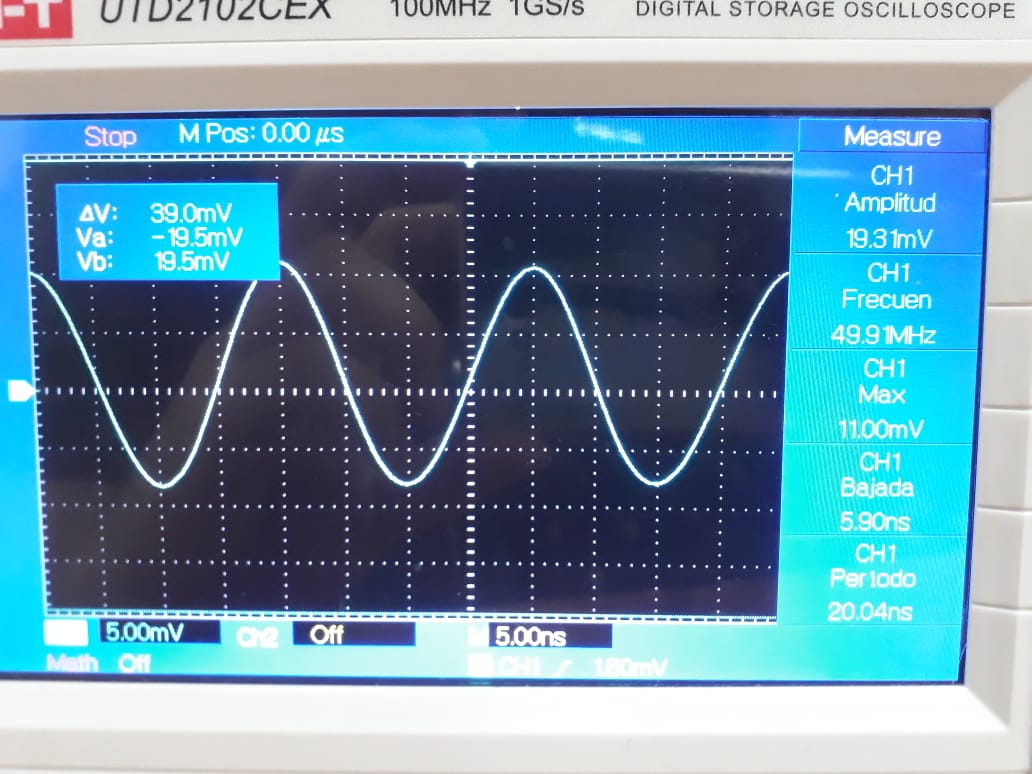 UTD2102CEX 100MHz 1GS/s DIGITAL STORAGE OSCILLOSCOPE
Stop M Pos: 0.00 µs
ΔV: 39.0mV
Va: -19.5mV
Vb: 19.5mV
Measure
CH1
Amplitud
19.31mV
CH1
Frecuen
49.91MHz
CH1
Max
11.00mV
CH1
Bajada
5.90ns
CH1
Periodo
20.04ns
5.00mV Ch2 Off M 5.00ns
Math Off CH1 1.80mV